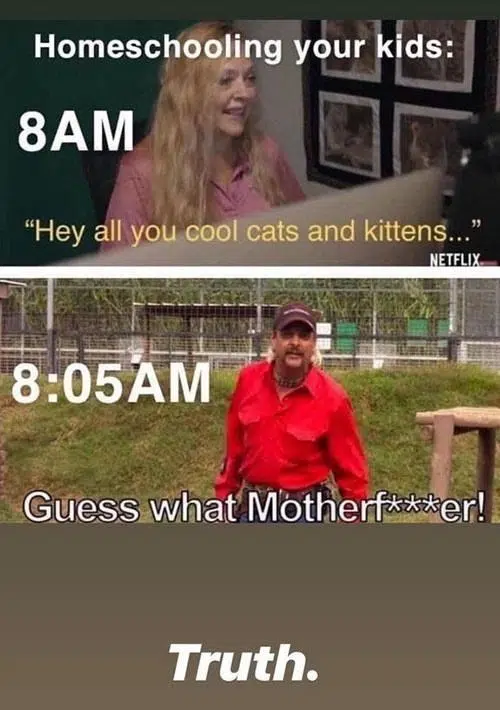 Homeschooling your kids:
8AM
“Hey all you cool cats and kittens...”
NETFLIX
8:05AM
Guess what Motherf***er!
Truth.